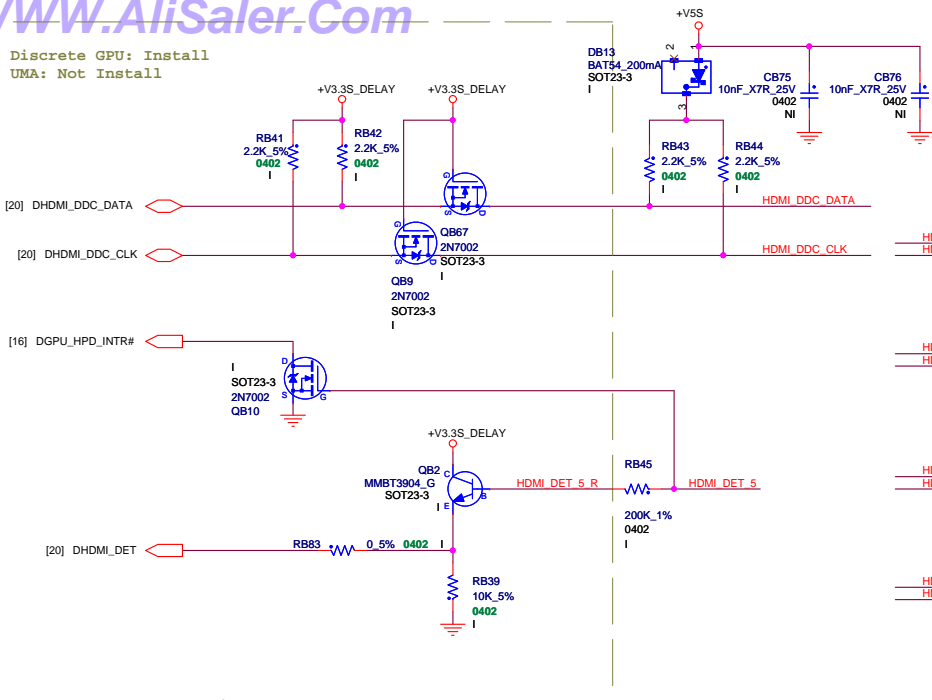 WWW.AliSaler.Com
+V5S
Discrete GPU: Install
UMA: Not Install
DB13
BAT54_200mA
SOT23-3
I
2
1
3
CB75
10nF_X7R_25V
0402
NI
CB76
10nF_X7R_25V
0402
NI
+V3.3S_DELAY
+V3.3S_DELAY
RB41
2.2K_5%
0402
I
RB42
2.2K_5%
0402
I
RB43
2.2K_5%
0402
I
RB44
2.2K_5%
0402
I
[20] DHDMI_DDC_DATA
G
S
D
HDMI_DDC_DATA
QB67
2N7002
SOT23-3
I
[20] DHDMI_DDC_CLK
G
S
D
HDMI_DDC_CLK
QB9
2N7002
SOT23-3
I
[16] DGPU_HPD_INTR#
I
SOT23-3
2N7002
QB10
D
S
G
+V3.3S_DELAY
QB2
MMBT3904_G
SOT23-3
I
C
B
E
HDMI_DET_5_R
RB45
200K_1%
0402
I
HDMI_DET_5
[20] DHDMI_DET
RB83
0_5%
0402
I
RB39
10K_5%
0402
I